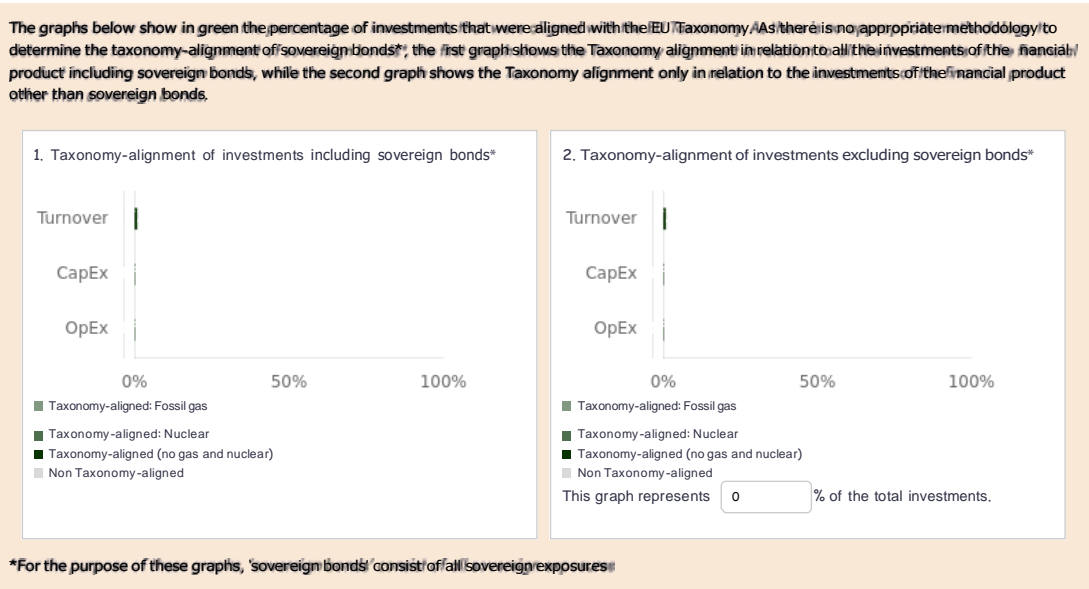 The graphs below show in green the percentage of investments that were aligned with the EU Taxonomy. As there is no appropriate methodology to
determine the taxonomy-alignment of sovereign bonds*, the first graph shows the Taxonomy alignment in relation to all the investments of the financial
product including sovereign bonds, while the second graph shows the Taxonomy alignment only in relation to the investments of the financial product
other than sovereign bonds.
1. Taxonomy-alignment of investments including sovereign bonds*
Turnover
CapEx
OpEx
0% 50% 100%
Taxonomy-aligned: Fossil gas
Taxonomy-aligned: Nuclear
Taxonomy-aligned (no gas and nuclear)
Non Taxonomy-aligned
2. Taxonomy-alignment of investments excluding sovereign bonds*
Turnover
CapEx
OpEx
0% 50% 100%
Taxonomy-aligned: Fossil gas
Taxonomy-aligned: Nuclear
Taxonomy-aligned (no gas and nuclear)
Non Taxonomy-aligned
This graph represents 0 % of the total investments.
*For the purpose of these graphs, 'sovereign bonds' consist of all sovereign exposures